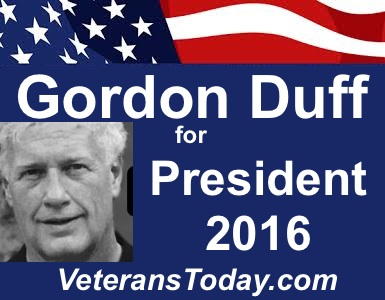 Gordon Duff
for
President
2016
VeteransToday.com